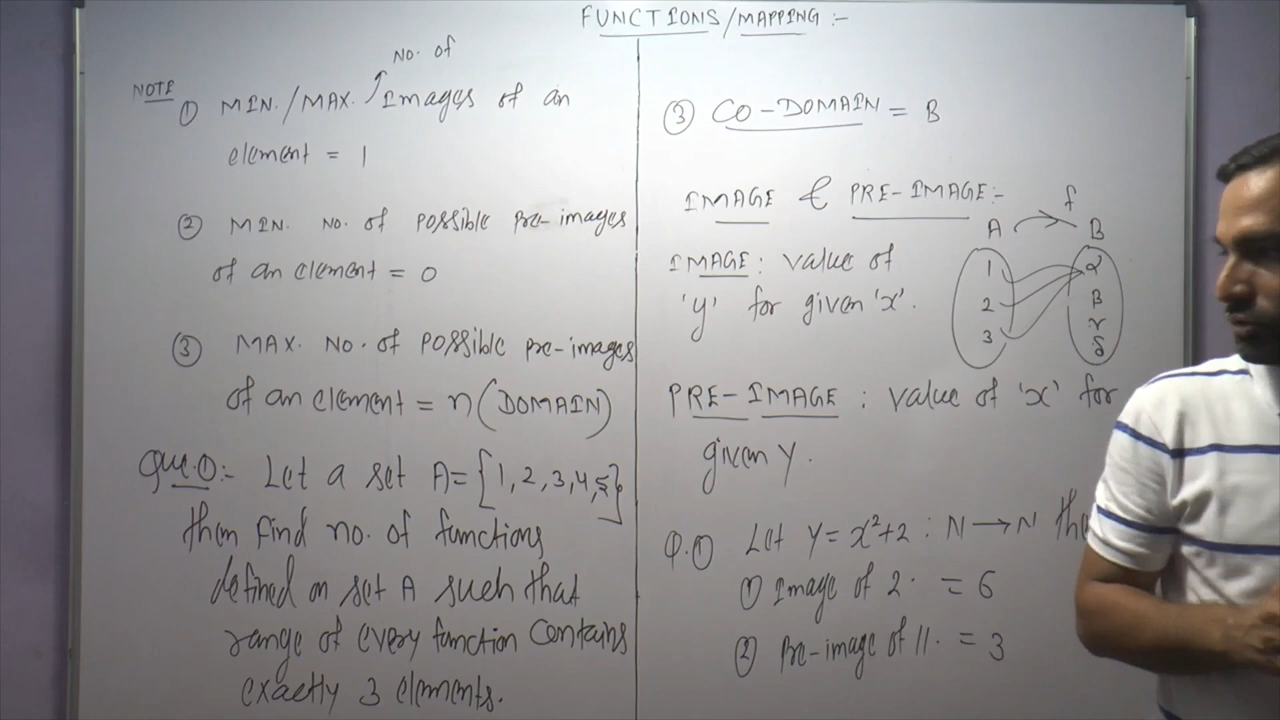 FUNCTIONS/MAPPING :-
NO. of
NOTE ① MIN./MAX. Images of an
element = 1
② MIN. NO. of possible Pre-images
of an element = 0
③ MAX. NO. of possible pre-images
of an element = n(DOMAIN)
Que.①:- Let a set A={1,2,3,4,5}
then find no. of functions
defined on set A such that
range of every function contains
exactly 3 elements.
③ CO-DOMAIN = B
IMAGE & PRE-IMAGE:-
IMAGE : value of
'y' for given 'x'.
f
A B
1 α
2 β
3 γ
δ
PRE-IMAGE : value of 'x' for
given y.
Q.① Let y=x²+2 : N→N
① Image of 2. = 6
② Pre-image of 11. = 3